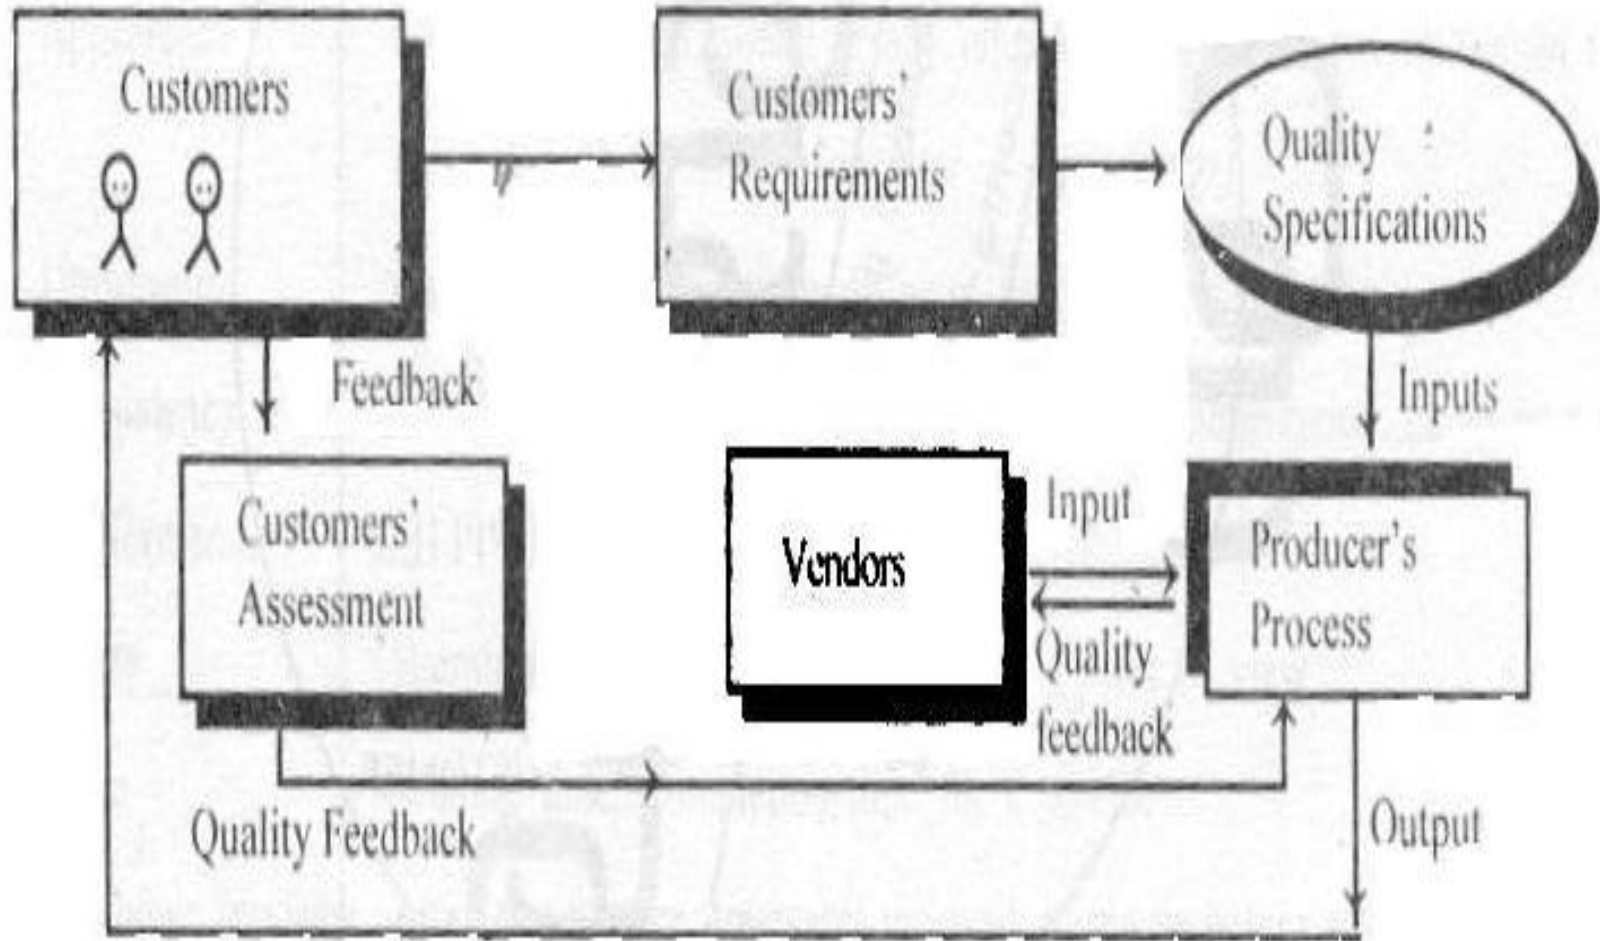 Customers
Customers'
Requirements
Quality
Specifications
Feedback
Inputs
Customers'
Assessment
Vendors
Input
Quality
feedback
Producer's
Process
Quality Feedback
Output